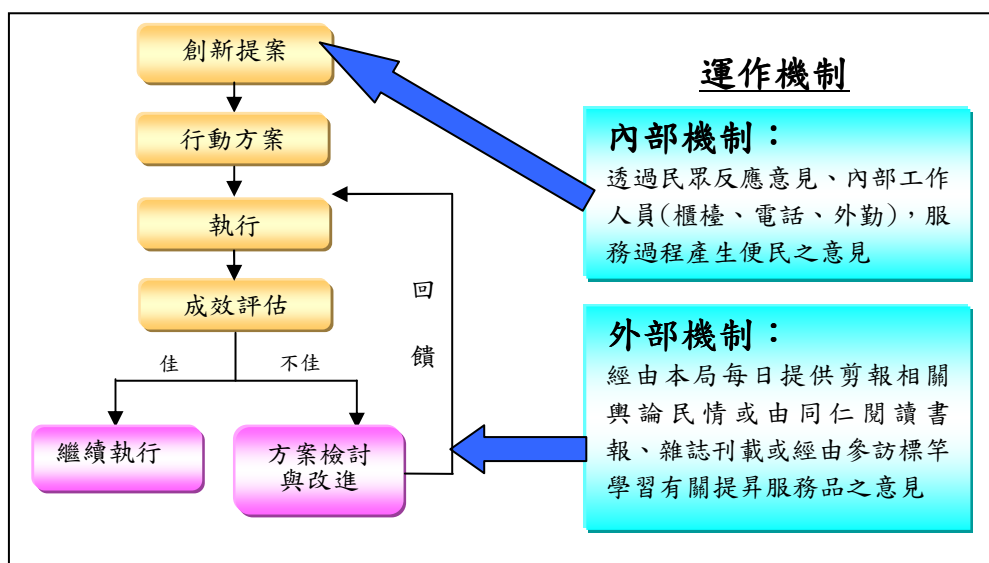 創新提案
行動方案
執行
成效評估
佳
不佳
繼續執行
方案檢討
與改進
回
饋
運作機制
內部機制：
透過民眾反應意見、內部工作
人員(櫃檯、電話、外勤)，服
務過程產生便民之意見
外部機制：
經由本局每日提供剪報相關
輿論民情或由同仁閱讀書
報、雜誌刊載或經由參訪標竿
學習有關提昇服務品之意見